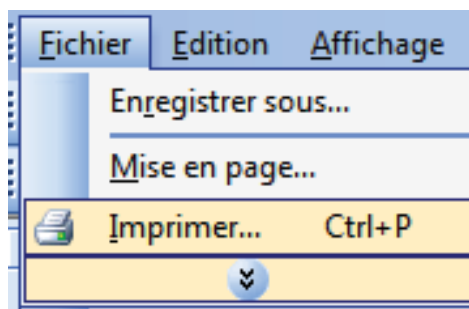 Fichier Edition Affichage
Enregistrer sous...
Mise en page...
Imprimer... Ctrl+P